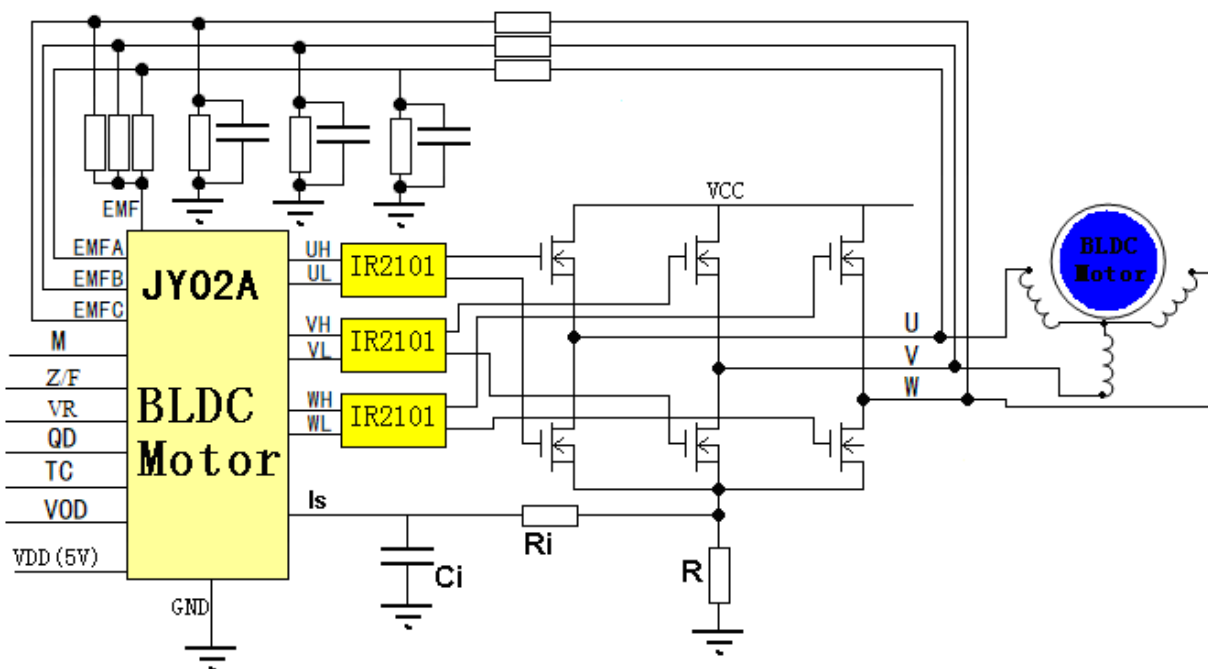 VCC
EMF
EMFA
EMFB
EMFC
JY02A
BLDC
Motor
UH
UL
IR2101
VH
VL
IR2101
WH
WL
IR2101
BLDC
Motor
U
V
W
M
Z/F
VR
QD
TC
VOD
VDD(5V)
GND
Is
Ri
Ci
R